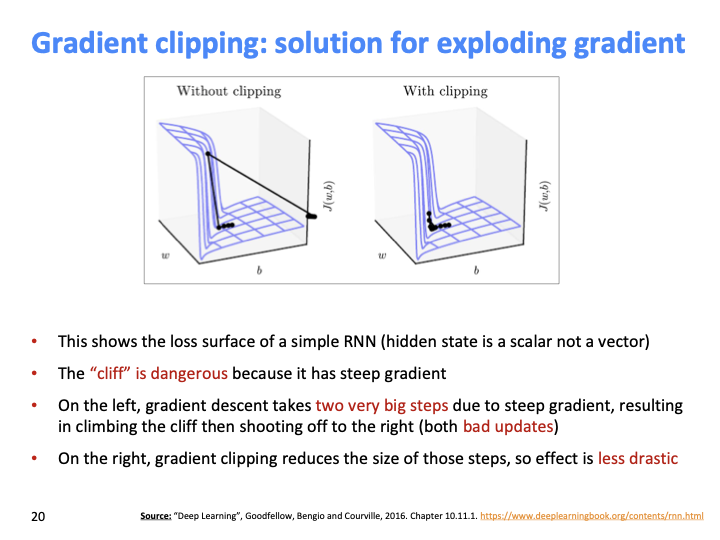 Gradient clipping: solution for exploding gradient
Without clipping
With clipping
J(w,b)
w
b
J(w,b)
w
b
• This shows the loss surface of a simple RNN (hidden state is a scalar not a vector)
• The “cliff” is dangerous because it has steep gradient
• On the left, gradient descent takes two very big steps due to steep gradient, resulting
in climbing the cliff then shooting off to the right (both bad updates)
• On the right, gradient clipping reduces the size of those steps, so effect is less drastic
20
Source: “Deep Learning”, Goodfellow, Bengio and Courville, 2016. Chapter 10.11.1. https://www.deeplearningbook.org/contents/rnn.html